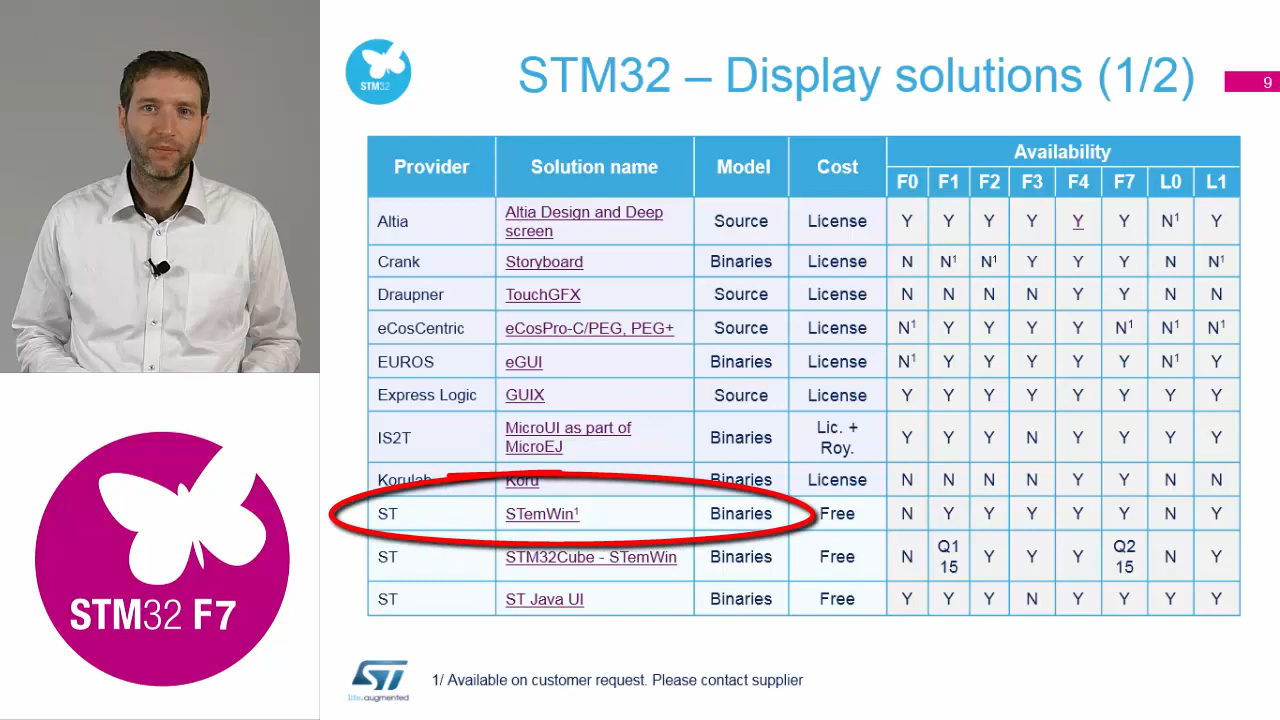 STM32 – Display solutions (1/2)
9
STM32
Provider Solution name Model Cost Availability
F0 F1 F2 F3 F4 F7 L0 L1
Altia Altia Design and Deep screen Source License Y Y Y Y Y Y N1 Y
Crank Storyboard Binaries License N N1 N1 Y Y Y N N1
Draupner TouchGFX Source License N N N N Y Y N N
eCosCentric eCosPro-C/PEG, PEG+ Source License N1 Y Y Y Y N1 N1 N1
EUROS eGUI Binaries License N1 Y Y Y Y Y N1 Y
Express Logic GUIX Source License Y Y Y Y Y Y Y Y
IS2T MicroUI as part of MicroEJ Binaries Lic. + Roy. Y Y Y N Y Y Y Y
Korulab Koru Binaries License N N N N Y Y N N
ST STemWin1 Binaries Free N Y Y Y Y Y N Y
ST STM32Cube - STemWin Binaries Free N Q1 15 Y Y Y Q2 15 N Y
ST ST Java UI Binaries Free Y Y Y N Y Y Y Y
STM32 F7
ST
life.augmented
1/ Available on customer request. Please contact supplier